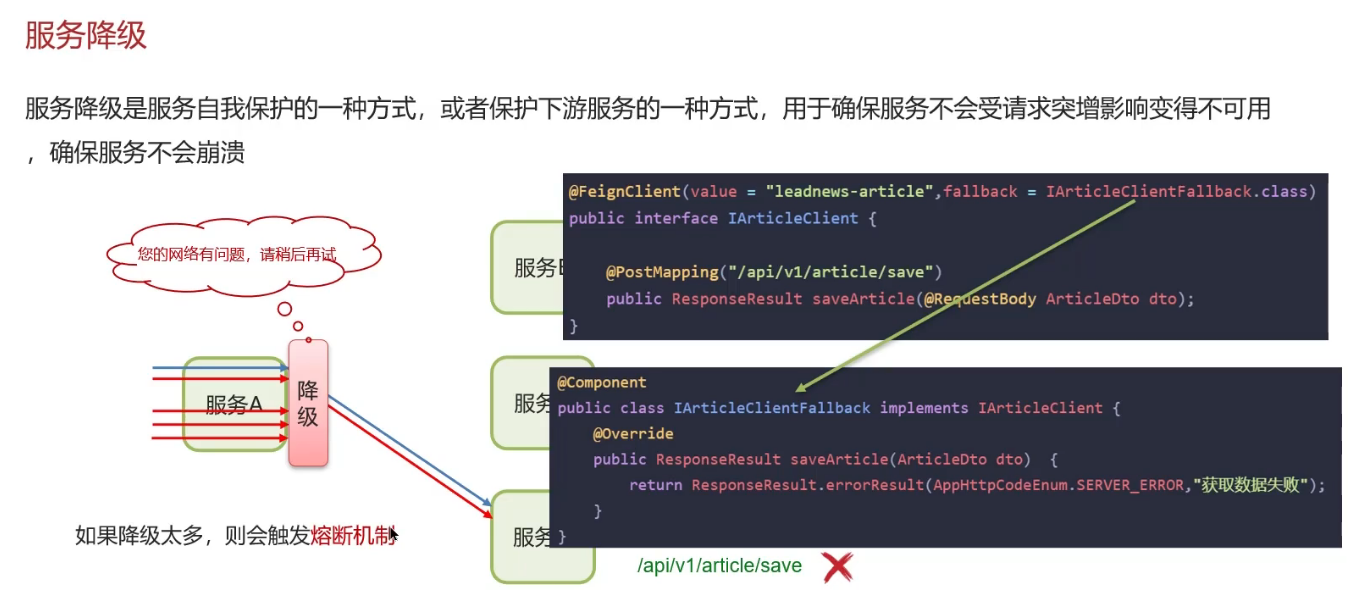 服务降级
服务降级是服务自我保护的一种方式，或者保护下游服务的一种方式，用于确保服务不会受请求突增影响变得不可用
，确保服务不会崩溃
@FeignClient(value = "leadnews-article",fallback = IArticleClientFallback.class)
public interface IArticleClient {
@PostMapping("/api/v1/article/save")
public ResponseResult saveArticle(@RequestBody ArticleDto dto);
}
您的网络有问题，请稍后再试
服务
服务A
降
级
服务
@Component
public class IArticleClientFallback implements IArticleClient {
@Override
public ResponseResult saveArticle(ArticleDto dto) {
return ResponseResult.errorResult(AppHttpCodeEnum.SERVER_ERROR,"获取数据失败");
}
}
服务
如果降级太多，则会触发熔断机制
/api/v1/article/save